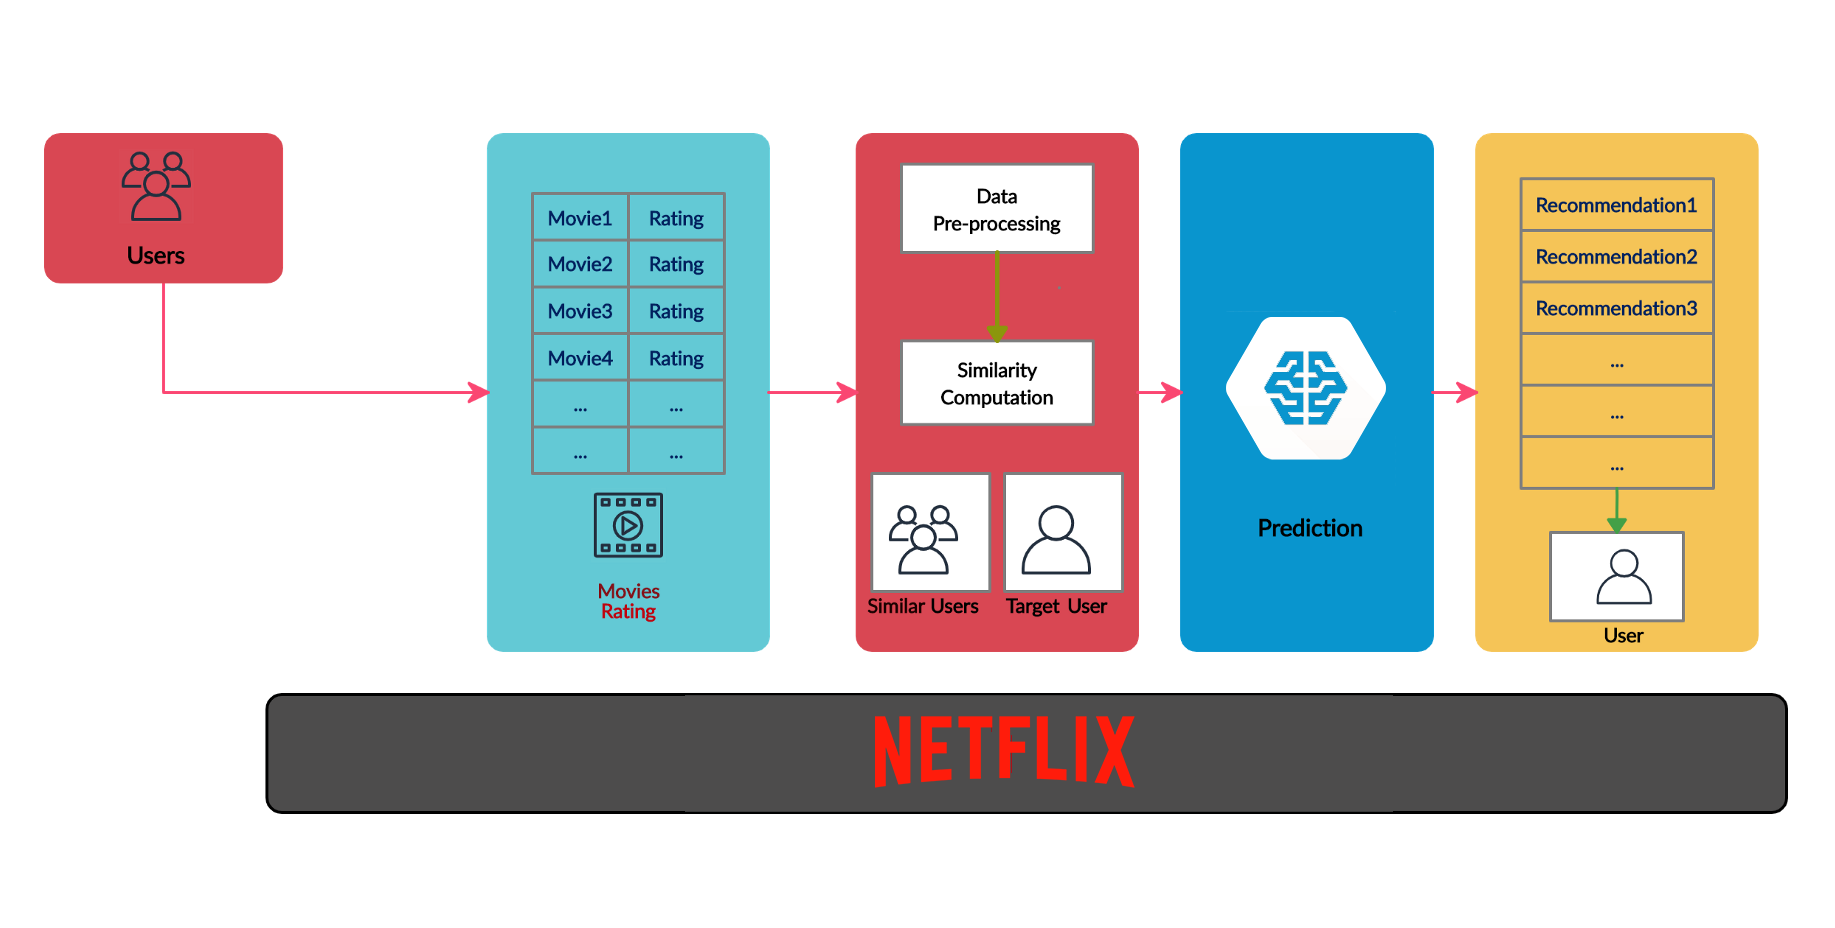 Users
Movie1 Rating
Movie2 Rating
Movie3 Rating
Movie4 Rating
... ...
... ...
Movies
Rating
Data
Pre-processing
Similarity
Computation
Similar Users
Target User
Prediction
Recommendation1
Recommendation2
Recommendation3
...
...
...
User
NETFLIX